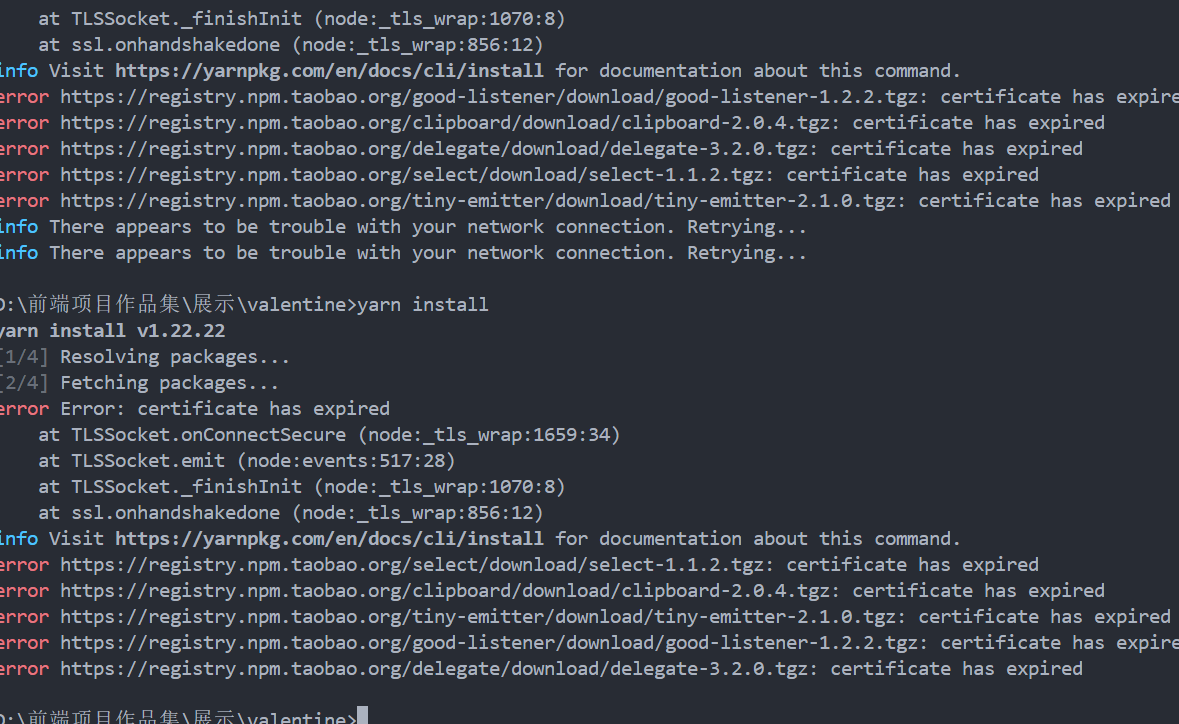 at TLSSocket._finishInit (node:_tls_wrap:1070:8)
at ssl.onhandshakedone (node:_tls_wrap:856:12)
info Visit https://yarnpkg.com/en/docs/cli/install for documentation about this command.
error https://registry.npm.taobao.org/good-listener/download/good-listener-1.2.2.tgz: certificate has expire
error https://registry.npm.taobao.org/clipboard/download/clipboard-2.0.4.tgz: certificate has expired
error https://registry.npm.taobao.org/delegate/download/delegate-3.2.0.tgz: certificate has expired
error https://registry.npm.taobao.org/select/download/select-1.1.2.tgz: certificate has expired
error https://registry.npm.taobao.org/tiny-emitter/download/tiny-emitter-2.1.0.tgz: certificate has expired
info There appears to be trouble with your network connection. Retrying...
info There appears to be trouble with your network connection. Retrying...
D:\前端项目作品集\展示\valentine>yarn install
yarn install v1.22.22
[1/4] Resolving packages...
[2/4] Fetching packages...
error Error: certificate has expired
at TLSSocket.onConnectSecure (node:_tls_wrap:1659:34)
at TLSSocket.emit (node:events:517:28)
at TLSSocket._finishInit (node:_tls_wrap:1070:8)
at ssl.onhandshakedone (node:_tls_wrap:856:12)
info Visit https://yarnpkg.com/en/docs/cli/install for documentation about this command.
error https://registry.npm.taobao.org/select/download/select-1.1.2.tgz: certificate has expired
error https://registry.npm.taobao.org/clipboard/download/clipboard-2.0.4.tgz: certificate has expired
error https://registry.npm.taobao.org/tiny-emitter/download/tiny-emitter-2.1.0.tgz: certificate has expired
error https://registry.npm.taobao.org/good-listener/download/good-listener-1.2.2.tgz: certificate has expire
error https://registry.npm.taobao.org/delegate/download/delegate-3.2.0.tgz: certificate has expired
D:\前端项目作品集\展示\valentine>